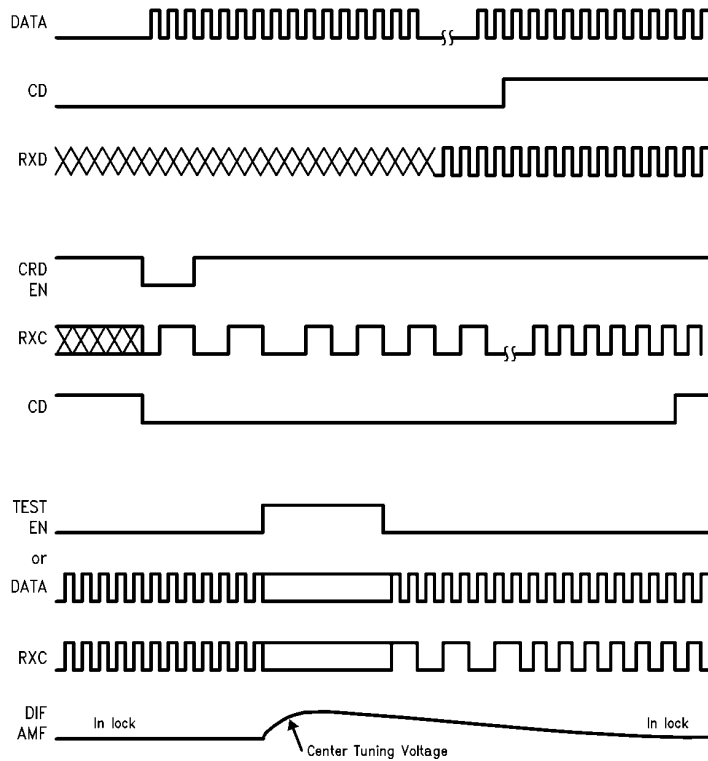 DATA
CD
RXD
CRD
EN
RXC
CD
TEST
EN
or
DATA
RXC
DIF
AMF
In lock
In lock
Center Tuning Voltage